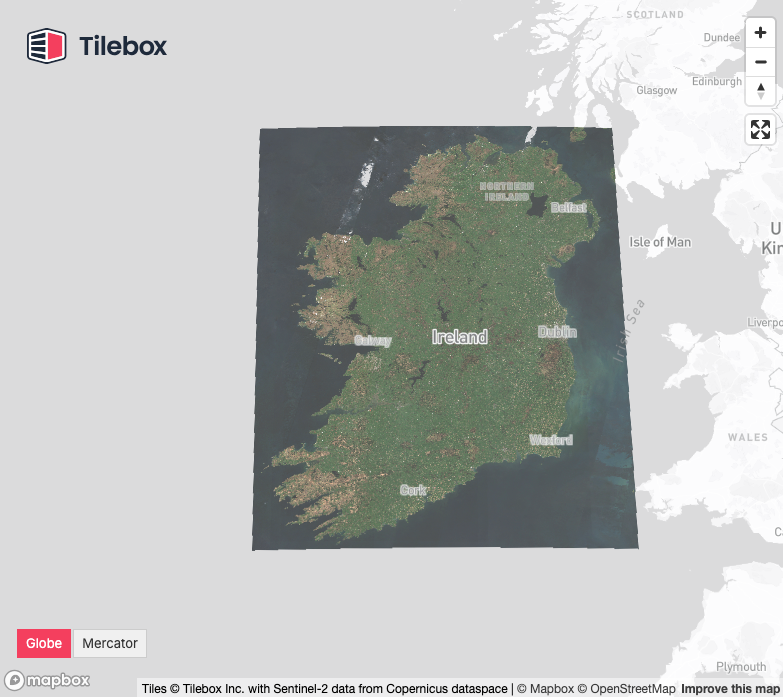 SCOTLAND
Tilebox
Dundee
Edinburgh
Glasgow
NORTHERN
IRELAND
Belfast
Isle of Man
U
Kin
Irish Sea
Liverpo
Dublin
Ireland
Galway
WALES
Wexford
Cork
C
Globe
Mercator
Plymouth
mapbox
Tiles © Tilebox Inc. with Sentinel-2 data from Copernicus dataspace | © Mapbox © OpenStreetMap Improve this map